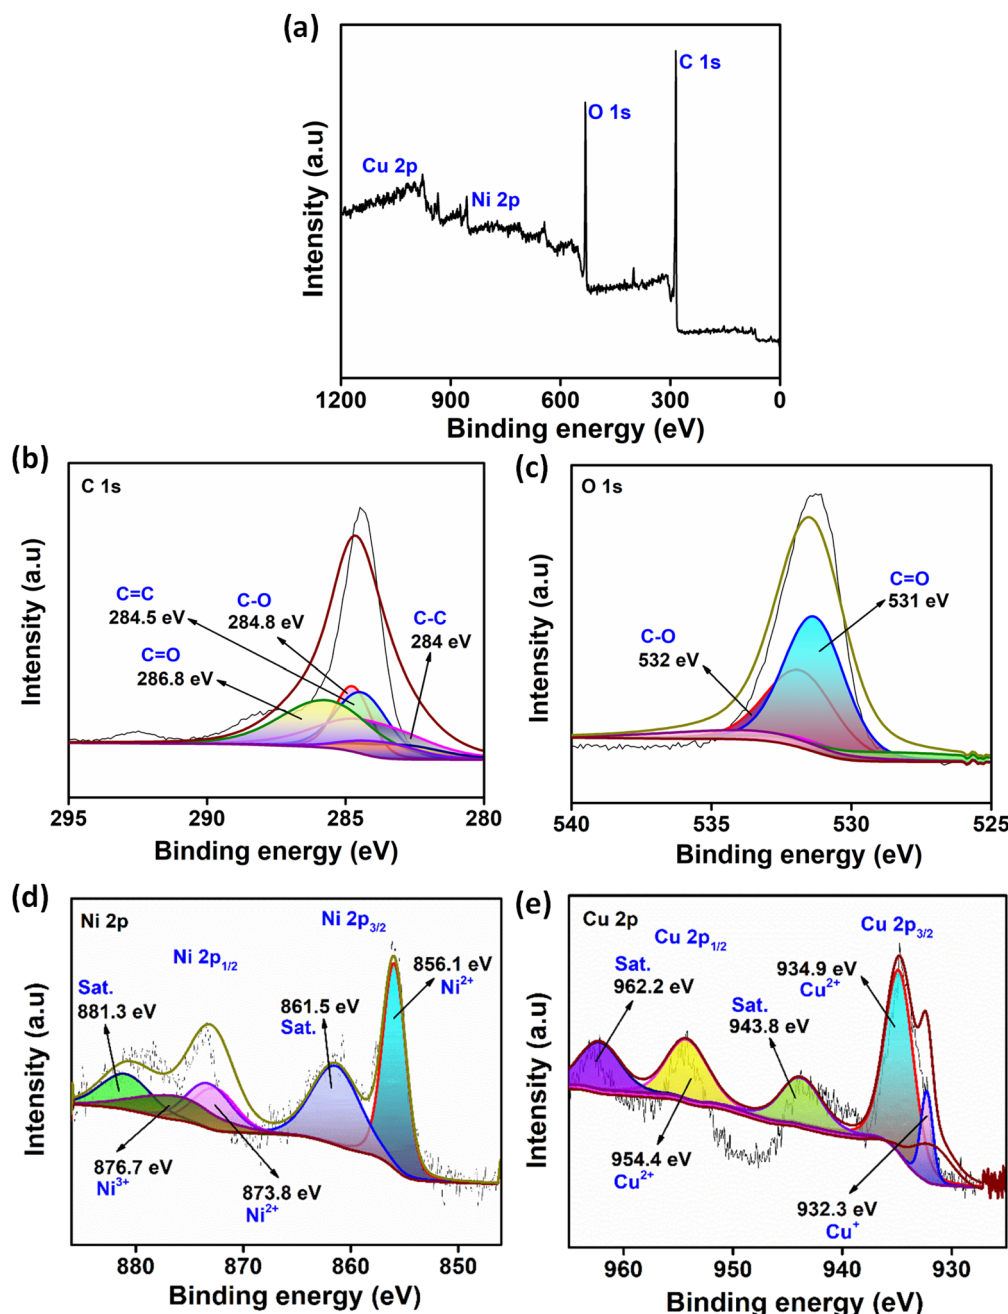 (a)
C 1s
O 1s
Cu 2p
Ni 2p
Intensity (a.u)
1200 900 600 300 0
Binding energy (eV)
(b)
C 1s
C=C
284.5 eV
C-O
284.8 eV
C-C
284 eV
C=O
286.8 eV
Intensity (a.u)
295 290 285 280
Binding energy (eV)
(c)
O 1s
C=O
531 eV
C-O
532 eV
Intensity (a.u)
540 535 530 525
Binding energy (eV)
(d)
Ni 2p
Ni 2p3/2
Ni 2p1/2
856.1 eV
Ni2+
Sat.
881.3 eV
861.5 eV
Sat.
876.7 eV
Ni3+
873.8 eV
Ni2+
Intensity (a.u)
880 870 860 850
Binding energy (eV)
(e)
Cu 2p
Cu 2p3/2
Cu 2p1/2
Sat.
962.2 eV
934.9 eV
Cu2+
Sat.
943.8 eV
954.4 eV
Cu2+
932.3 eV
Cu+
Intensity (a.u)
960 950 940 930
Binding energy (eV)